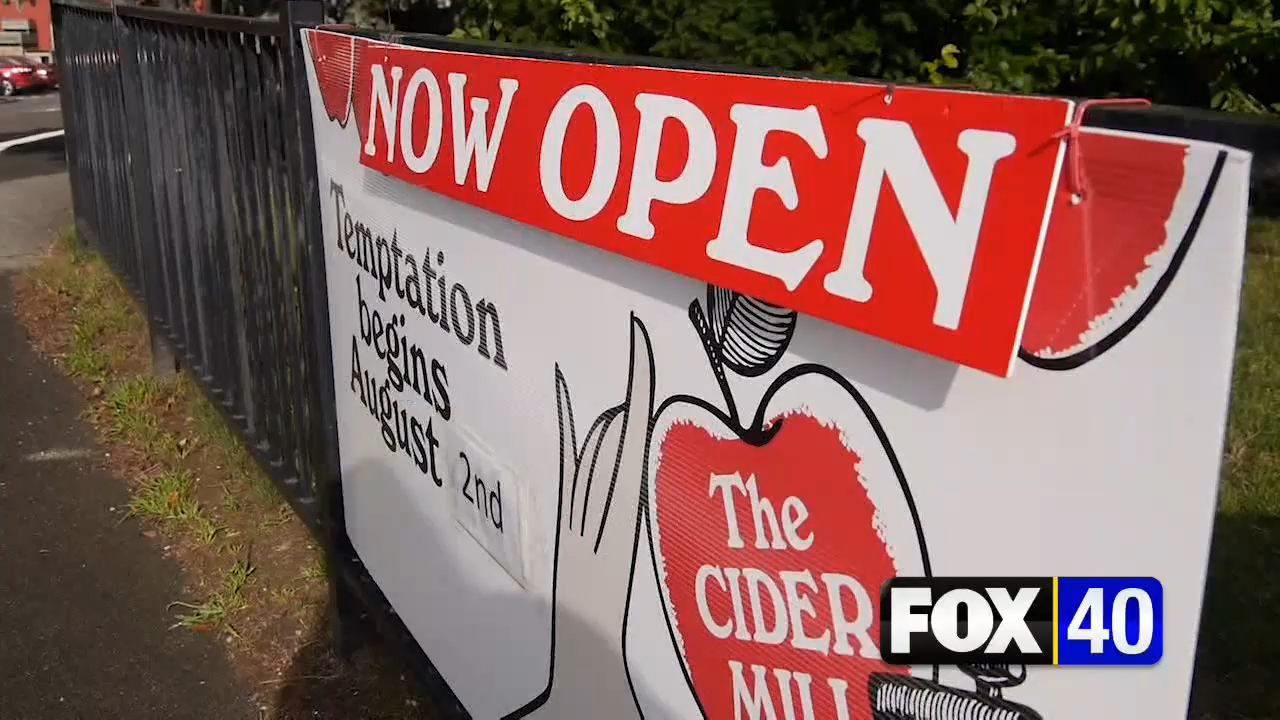 NOW OPEN
Temptation
begins
August 2nd
The
CIDER
MILL
FOX 40